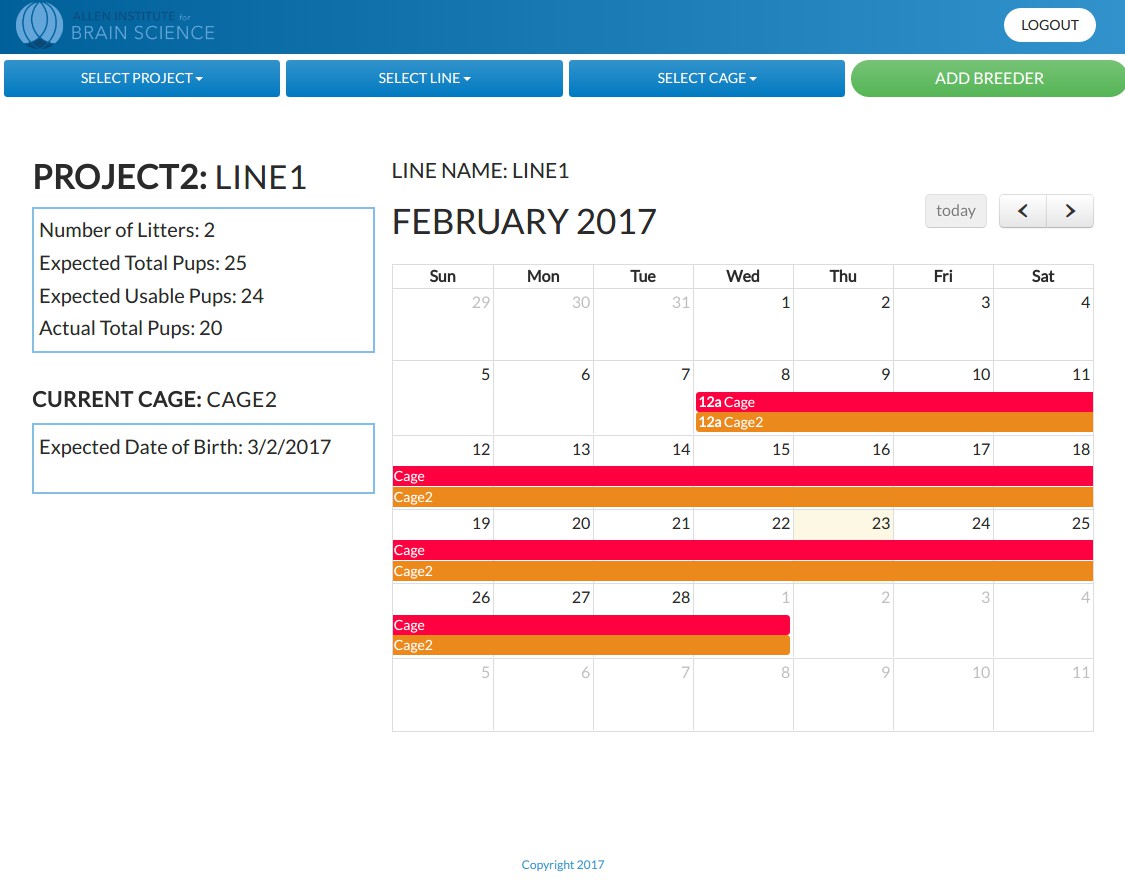 ALLEN INSTITUTE for
BRAIN SCIENCE
LOGOUT
SELECT PROJECT
SELECT LINE
SELECT CAGE
ADD BREEDER
PROJECT2: LINE1
Number of Litters: 2
Expected Total Pups: 25
Expected Usable Pups: 24
Actual Total Pups: 20
CURRENT CAGE: CAGE2
Expected Date of Birth: 3/2/2017
LINE NAME: LINE1
FEBRUARY 2017
today
Sun Mon Tue Wed Thu Fri Sat
29 30 31 1 2 3 4
5 6 7 8 9 10 11
12a Cage
12a Cage2
12 13 14 15 16 17 18
Cage
Cage2
19 20 21 22 23 24 25
Cage
Cage2
26 27 28 1 2 3 4
Cage
Cage2
5 6 7 8 9 10 11
Copyright 2017